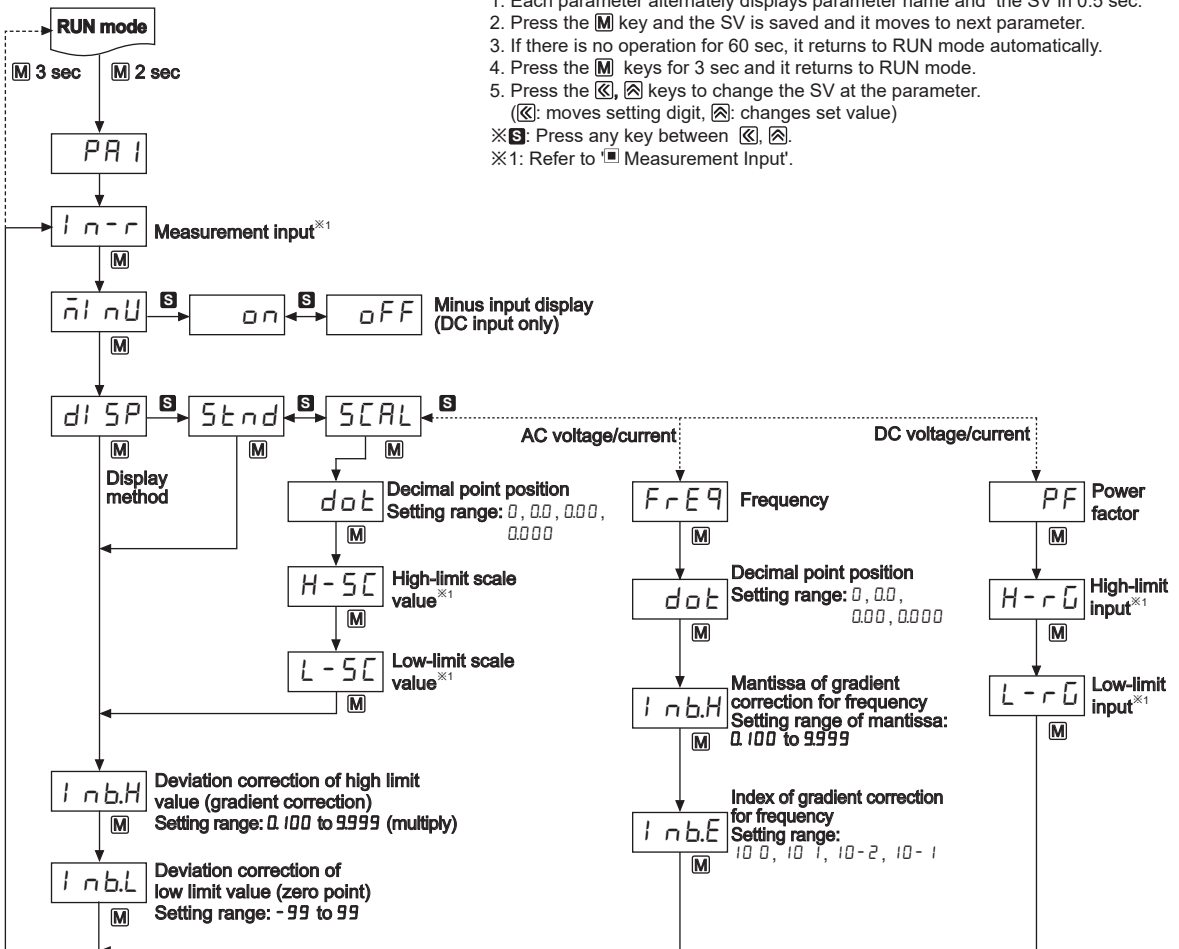 1. Each parameter alternately displays parameter name and the SV in 0.5 sec.
2. Press the M key and the SV is saved and it moves to next parameter.
3. If there is no operation for 60 sec, it returns to RUN mode automatically.
4. Press the M keys for 3 sec and it returns to RUN mode.
5. Press the ≪, ︽ keys to change the SV at the parameter.
(≪: moves setting digit, ︽: changes set value)
※S: Press any key between ≪, ︽.
※1: Refer to '▣ Measurement Input'.
RUN mode
M 3 sec
M 2 sec
PA1
In-r
Measurement input※1
M
MInU
S
on
S
oFF
Minus input display
(DC input only)
M
dISP
S
Stnd
S
SCAL
S
M
M
M
Display
method
AC voltage/current
DC voltage/current
dot
Decimal point position
Setting range: 0, 0.0, 0.00,
0.000
M
H-SC
High-limit scale
value※1
M
L-SC
Low-limit scale
value※1
M
FrEq
Frequency
M
dot
Decimal point position
Setting range: 0, 0.0,
0.00, 0.000
M
Inb.H
Mantissa of gradient
correction for frequency
Setting range of mantissa:
0.100 to 9.999
M
Inb.E
Index of gradient correction
for frequency
Setting range:
10 0, 10 1, 10-2, 10-1
M
PF
Power
factor
M
H-rG
High-limit
input※1
M
L-rG
Low-limit
input※1
M
Inb.H
Deviation correction of high limit
value (gradient correction)
Setting range: 0.100 to 9.999 (multiply)
M
Inb.L
Deviation correction of
low limit value (zero point)
Setting range: -99 to 99
M